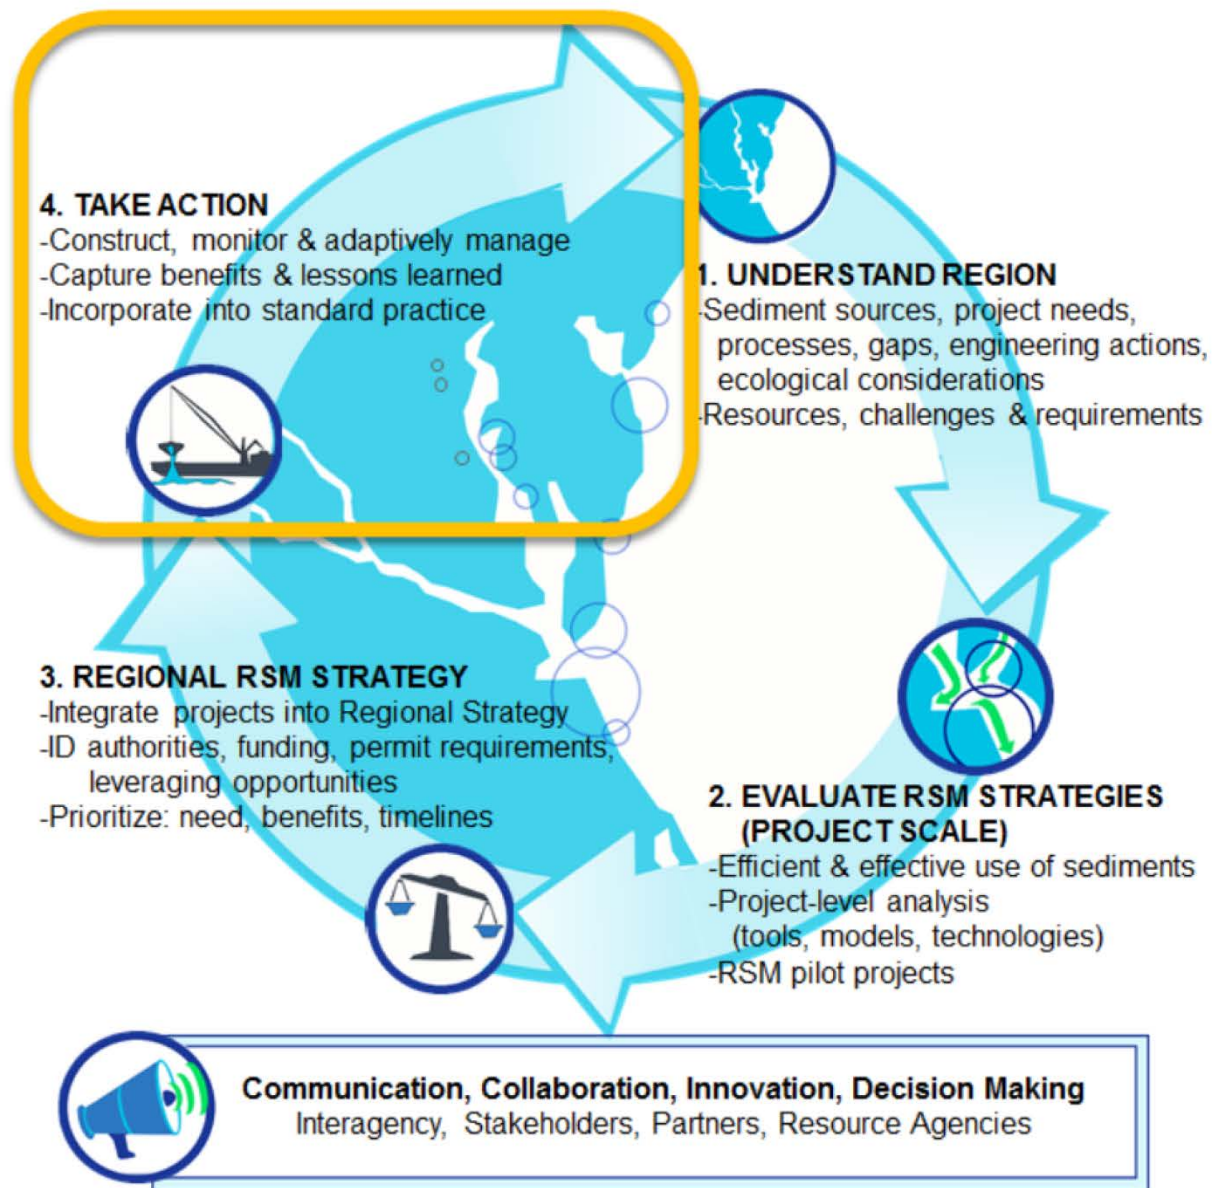 4. TAKE ACTION
-Construct, monitor & adaptively manage
-Capture benefits & lessons learned
-Incorporate into standard practice
1. UNDERSTAND REGION
-Sediment sources, project needs,
processes, gaps, engineering actions,
ecological considerations
-Resources, challenges & requirements
3. REGIONAL RSM STRATEGY
-Integrate projects into Regional Strategy
-ID authorities, funding, permit requirements,
leveraging opportunities
-Prioritize: need, benefits, timelines
2. EVALUATE RSM STRATEGIES
(PROJECT SCALE)
-Efficient & effective use of sediments
-Project-level analysis
(tools, models, technologies)
-RSM pilot projects
Communication, Collaboration, Innovation, Decision Making
Interagency, Stakeholders, Partners, Resource Agencies